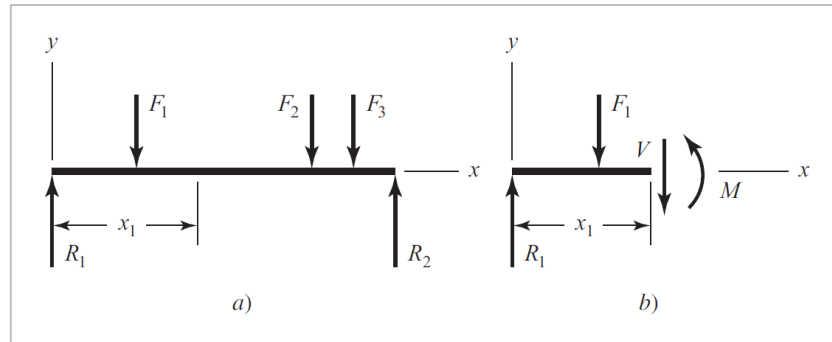 y
F₁
F₂
F₃
x
x₁
R₁
R₂
a)
y
F₁
V
x
M
x₁
R₁
b)